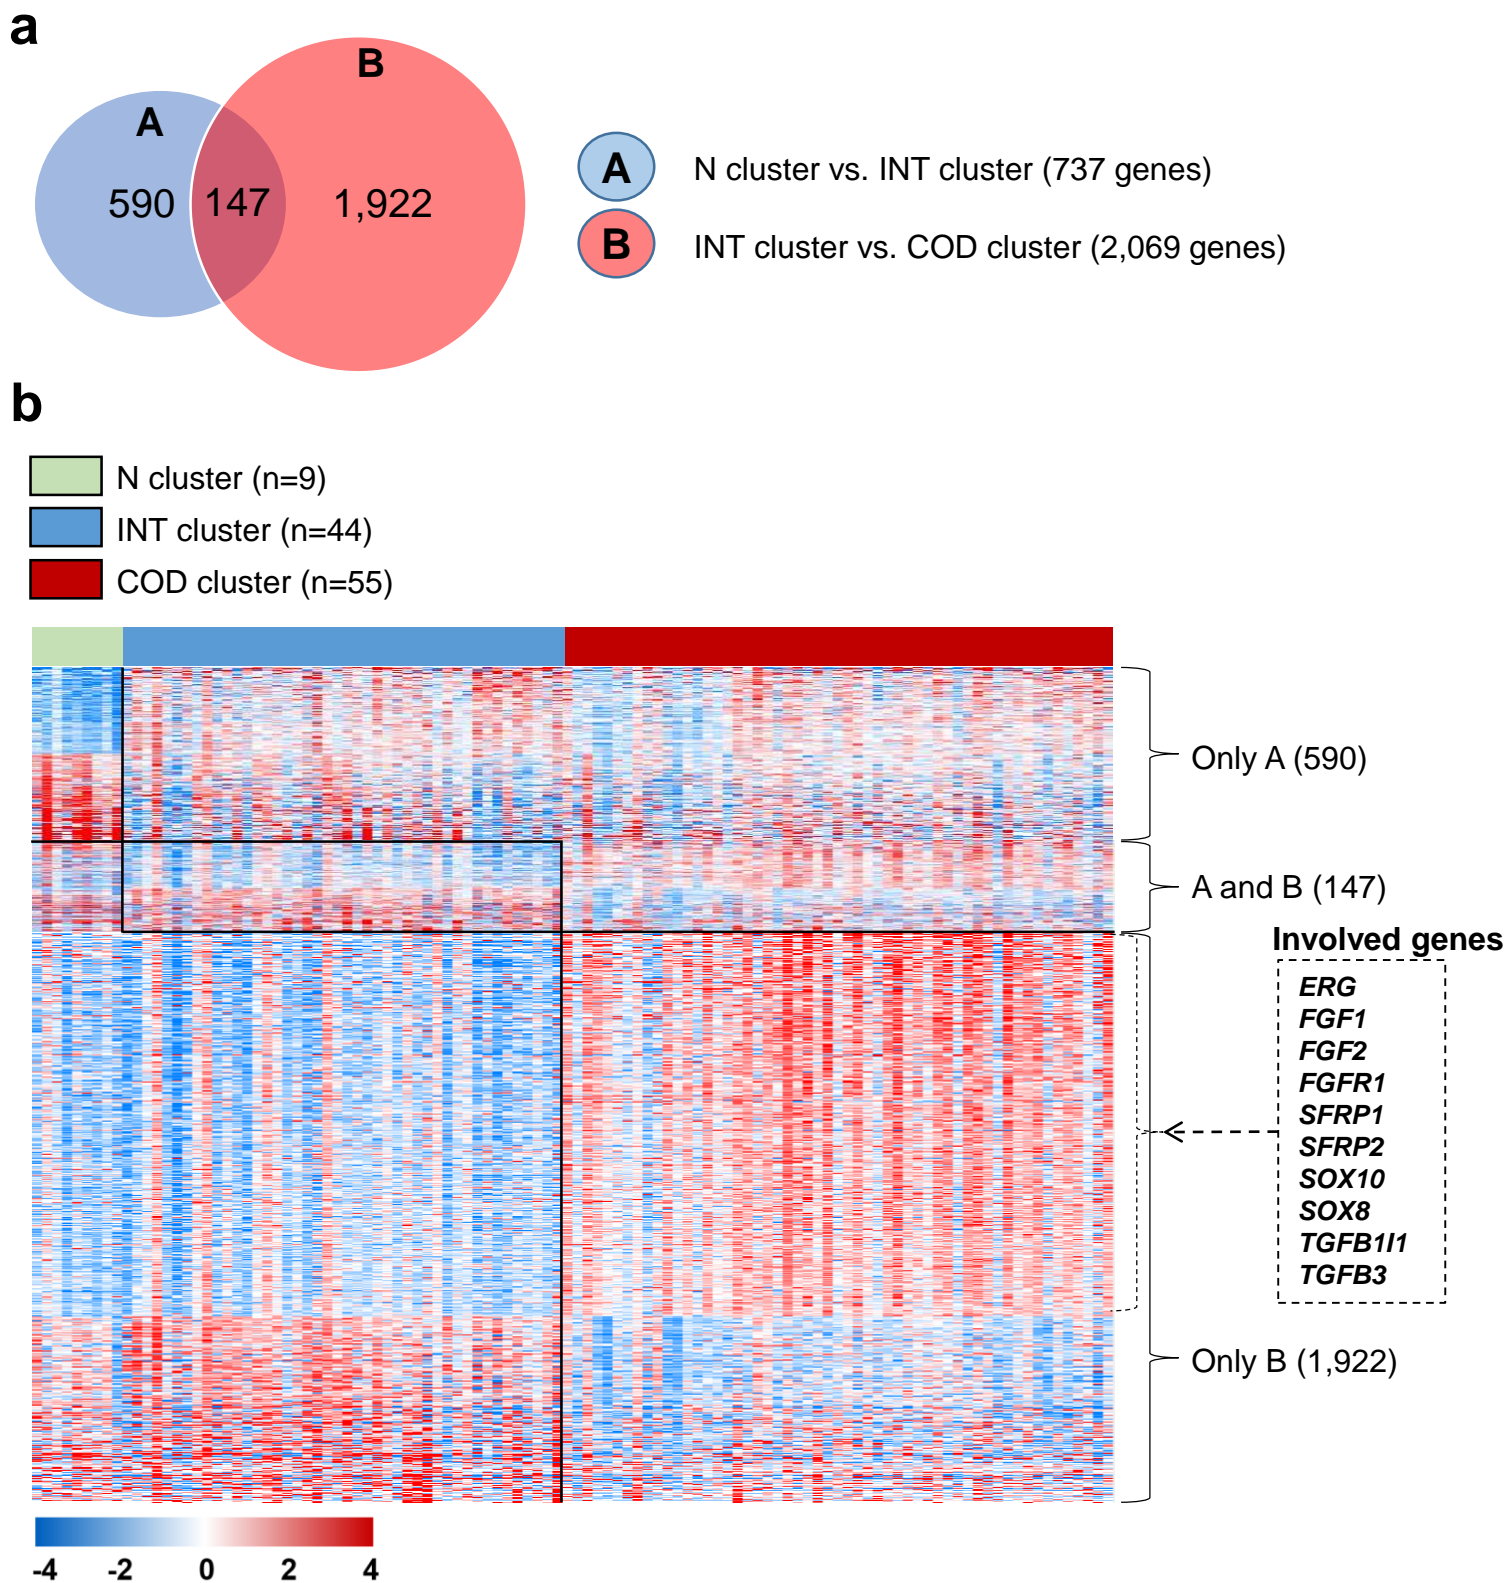 a
A
B
590
147
1,922
A
N cluster vs. INT cluster (737 genes)
B
INT cluster vs. COD cluster (2,069 genes)
b
N cluster (n=9)
INT cluster (n=44)
COD cluster (n=55)
Only A (590)
A and B (147)
Involved genes
ERG
FGF1
FGF2
FGFR1
SFRP1
SFRP2
SOX10
SOX8
TGFB1I1
TGFB3
Only B (1,922)
-4 -2 0 2 4